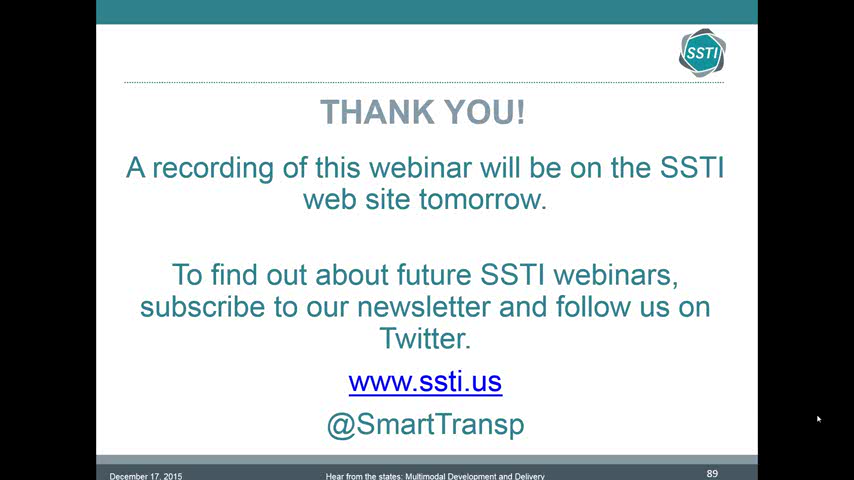 SSTI
THANK YOU!
A recording of this webinar will be on the SSTI
web site tomorrow.
To find out about future SSTI webinars,
subscribe to our newsletter and follow us on
Twitter.
www.ssti.us
@SmartTransp
December 17, 2015
Hear from the states: Multimodal Development and Delivery
89